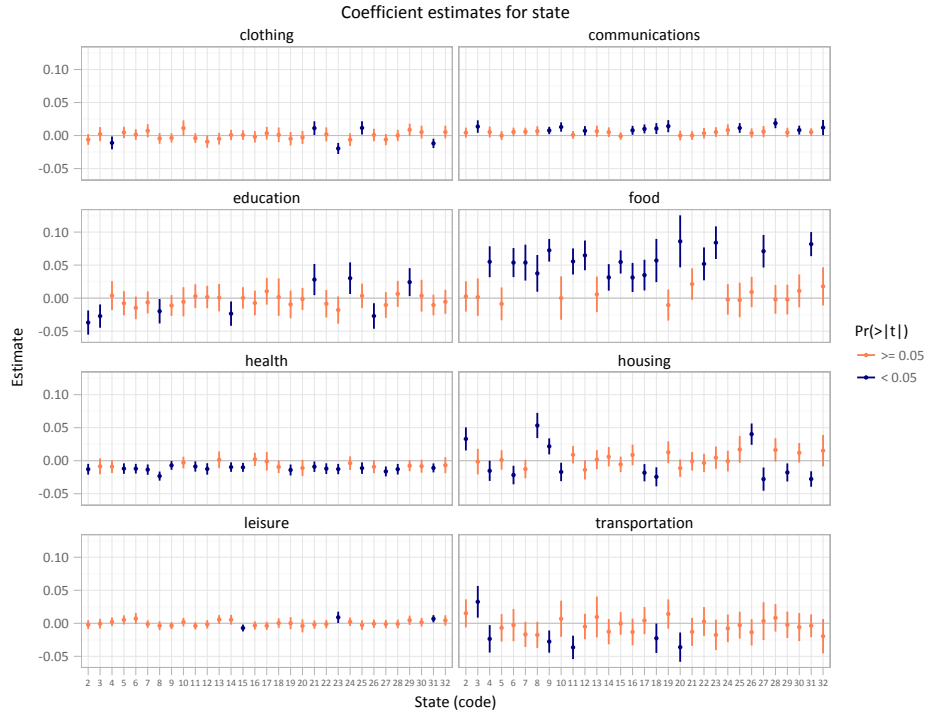 Coefficient estimates for state
clothing communications
0.10
0.05
0.00
-0.05
education food
0.10
0.05
0.00
-0.05
health housing
0.10
0.05
0.00
-0.05
leisure transportation
0.10
0.05
0.00
-0.05
2 3 4 5 6 7 8 9 10 11 12 13 14 15 16 17 18 19 20 21 22 23 24 25 26 27 28 29 30 31 32 2 3 4 5 6 7 8 9 10 11 12 13 14 15 16 17 18 19 20 21 22 23 24 25 26 27 28 29 30 31 32
State (code)
Estimate
Pr(>|t|)
>= 0.05
< 0.05